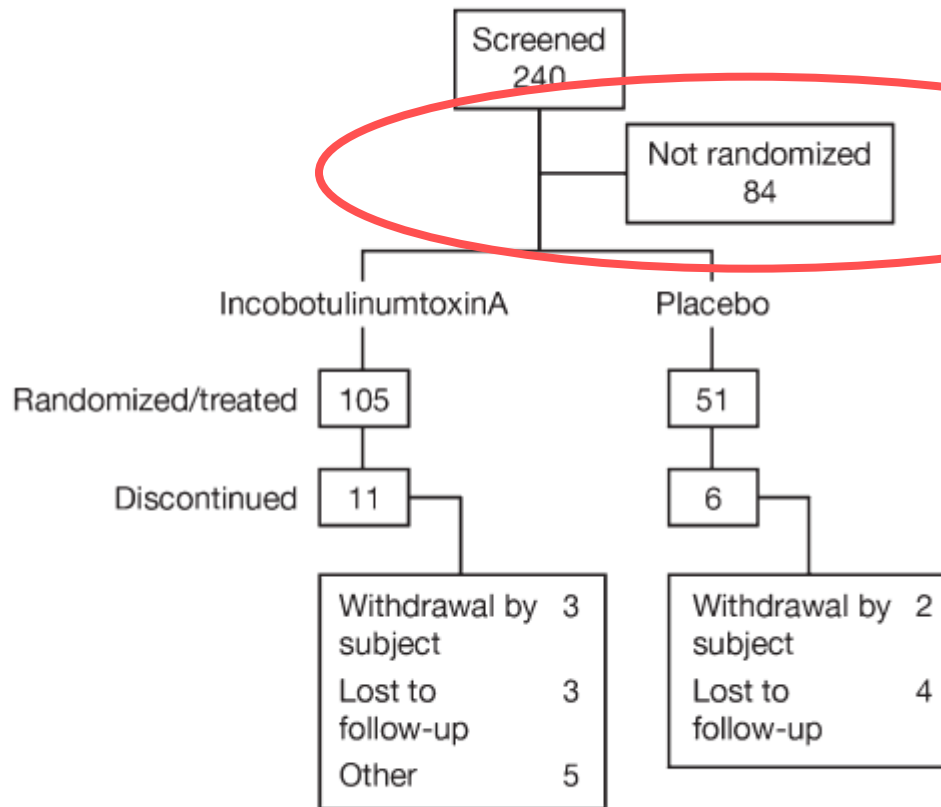 Screened
240
Not randomized
84
IncobotulinumtoxinA Placebo
Randomized/treated 105 51
Discontinued 11 6
Withdrawal by 3
subject
Lost to 3
follow-up
Other 5
Withdrawal by 2
subject
Lost to 4
follow-up